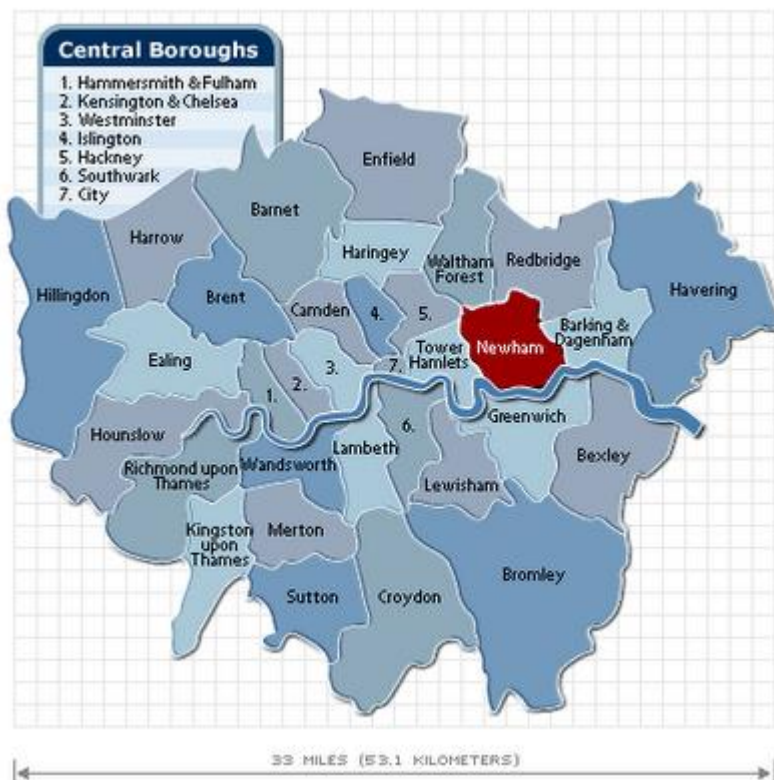 Central Boroughs
1. Hammersmith & Fulham
2. Kensington & Chelsea
3. Westminster
4. Islington
5. Hackney
6. Southwark
7. City
Enfield
Barnet
Harrow
Haringey
Waltham
Forest
Redbridge
Hillingdon
Brent
Camden
4.
5.
Havering
Barking &
Dagenham
Ealing
Tower
Hamlets
Newham
1.
2.
3.
7.
Hounslow
Greenwich
Richmond upon
Thames
Wandsworth
Lambeth
6.
Lewisham
Bexley
Kingston
upon
Thames
Merton
Sutton
Croydon
Bromley
33 MILES (53.1 KILOMETERS)